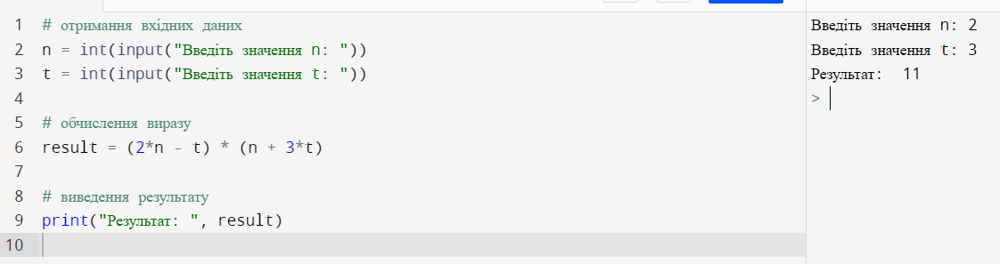 1 # отримання вхідних даних
2 n = int(input("Введіть значення n: "))
3 t = int(input("Введіть значення t: "))
4
5 # обчислення виразу
6 result = (2*n - t) * (n + 3*t)
7
8 # виведення результату
9 print("Результат: ", result)
10
Введіть значення n: 2
Введіть значення t: 3
Результат:  11
>